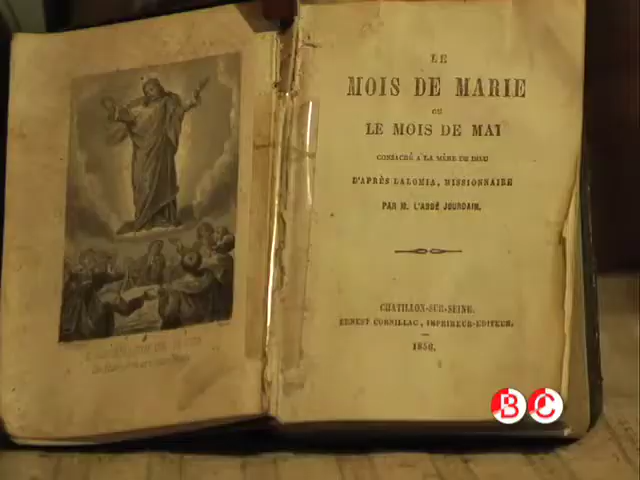 LE
MOIS DE MARIE
OU
LE MOIS DE MAI
CONSACRÉ A LA MÈRE DE DIEU
D'APRÈS LALOMIA, MISSIONNAIRE
PAR M. L'ABBÉ JOURDAIN.
CHATILLON-SUR-SEINE.
ERNEST CORNILLAC, IMPRIMEUR-EDITEUR.
1856.
BC